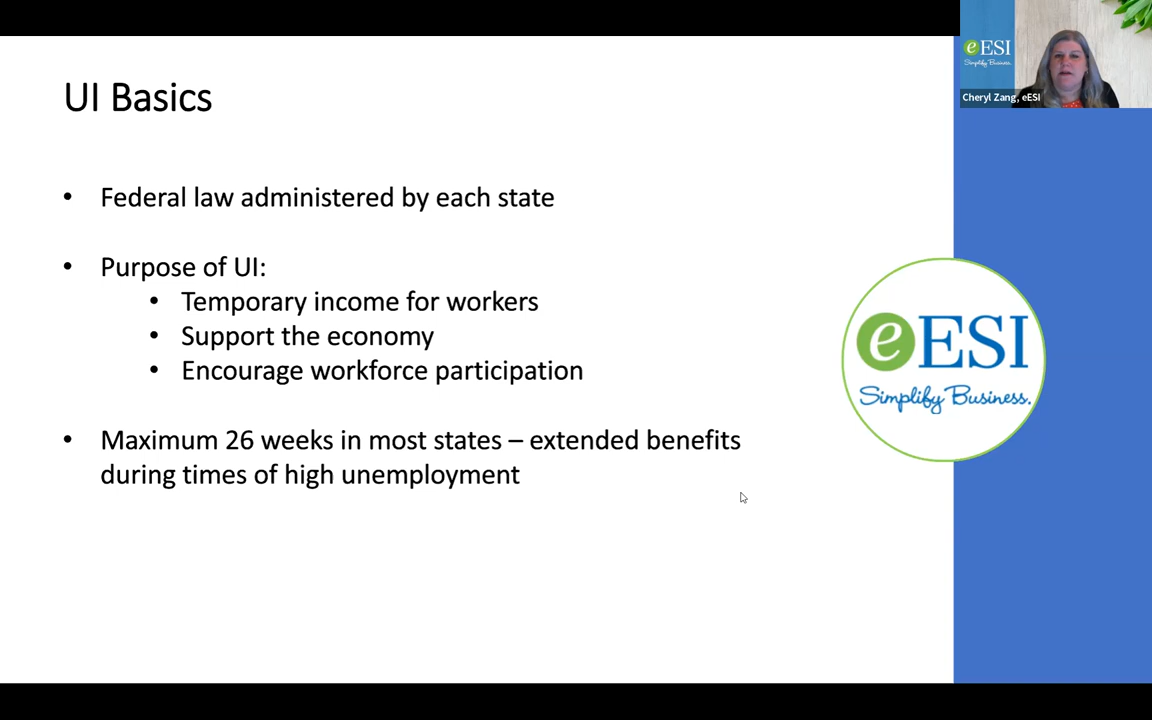 eESI
Simplify Business.
Cheryl Zang, eESI
UI Basics
• Federal law administered by each state
• Purpose of UI:
• Temporary income for workers
• Support the economy
• Encourage workforce participation
• Maximum 26 weeks in most states – extended benefits
during times of high unemployment
eESI
Simplify Business.